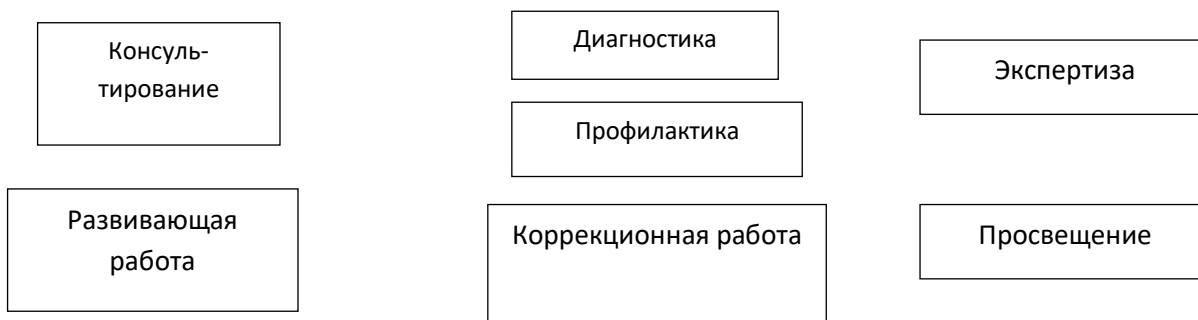 Консуль-
тирование
Диагностика
Экспертиза
Профилактика
Развивающая
работа
Коррекционная работа
Просвещение